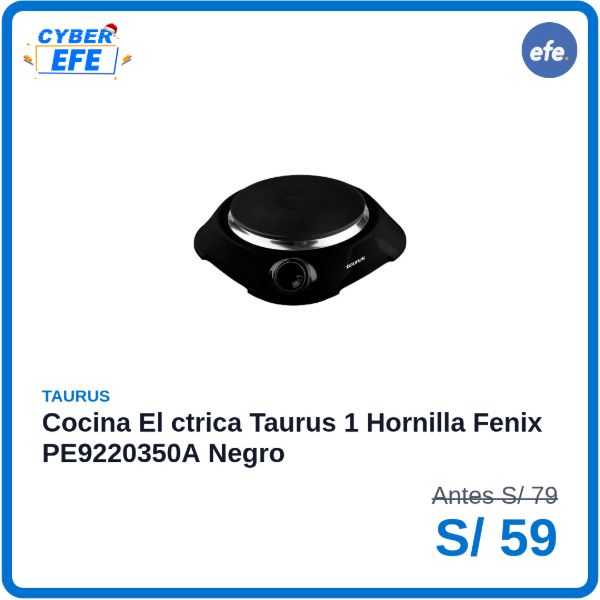 CYBER
EFE
efe.
taurus
TAURUS
Cocina El ctrica Taurus 1 Hornilla Fenix
PE9220350A Negro
Antes S/ 79
S/ 59